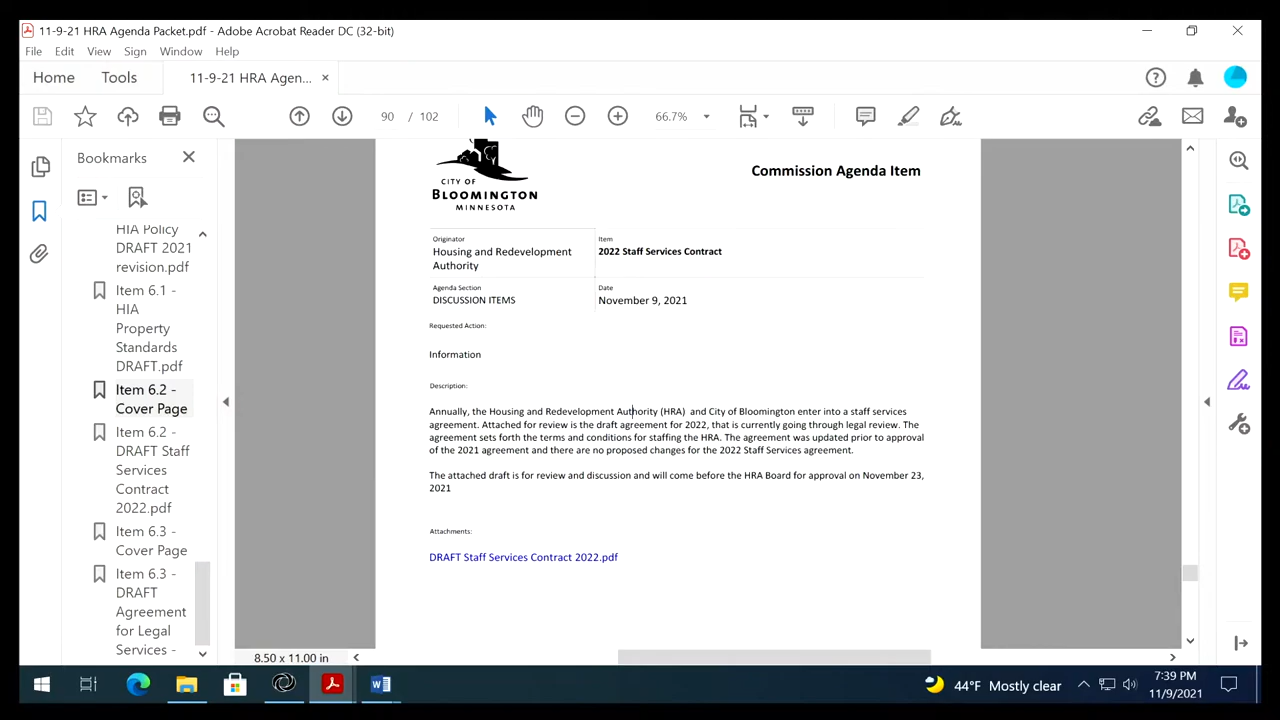 11-9-21 HRA Agenda Packet.pdf - Adobe Acrobat Reader DC (32-bit)
File Edit View Sign Window Help
Home Tools 11-9-21 HRA Agen...
90 / 102 66.7%
Bookmarks
HIA Policy
DRAFT 2021
revision.pdf
Item 6.1 -
HIA
Property
Standards
DRAFT.pdf
Item 6.2 -
Cover Page
Item 6.2 -
DRAFT Staff
Services
Contract
2022.pdf
Item 6.3 -
Cover Page
Item 6.3 -
DRAFT
Agreement
for Legal
Services -
CITY OF
BLOOMINGTON
MINNESOTA
Commission Agenda Item
Originator
Housing and Redevelopment
Authority
Item
2022 Staff Services Contract
Agenda Section
DISCUSSION ITEMS
Date
November 9, 2021
Requested Action:
Information
Description:
Annually, the Housing and Redevelopment Authority (HRA) and City of Bloomington enter into a staff services
agreement. Attached for review is the draft agreement for 2022, that is currently going through legal review. The
agreement sets forth the terms and conditions for staffing the HRA. The agreement was updated prior to approval
of the 2021 agreement and there are no proposed changes for the 2022 Staff Services agreement.
The attached draft is for review and discussion and will come before the HRA Board for approval on November 23,
2021
Attachments:
DRAFT Staff Services Contract 2022.pdf
8.50 x 11.00 in
44°F Mostly clear
7:39 PM
11/9/2021